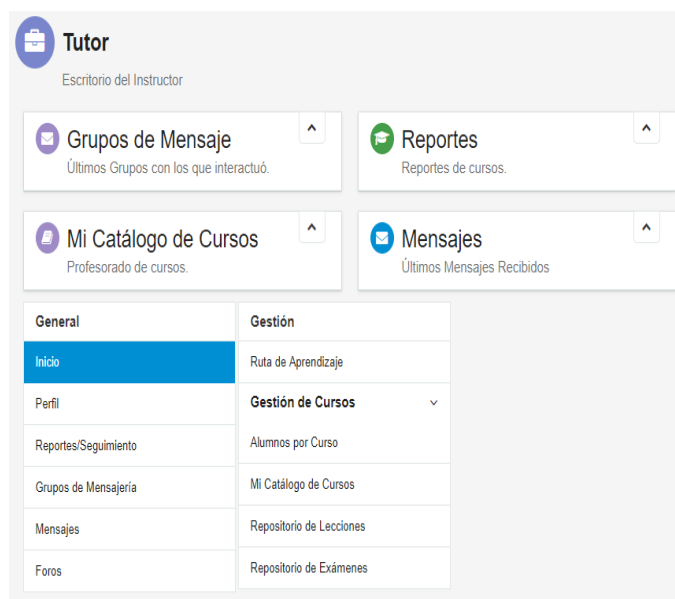 Tutor
Escritorio del Instructor
Grupos de Mensaje
Últimos Grupos con los que interactuó.
Reportes
Reportes de cursos.
Mi Catálogo de Cursos
Profesorado de cursos.
Mensajes
Últimos Mensajes Recibidos
General
Inicio
Perfil
Reportes/Seguimiento
Grupos de Mensajería
Mensajes
Foros
Gestión
Ruta de Aprendizaje
Gestión de Cursos
Alumnos por Curso
Mi Catálogo de Cursos
Repositorio de Lecciones
Repositorio de Exámenes